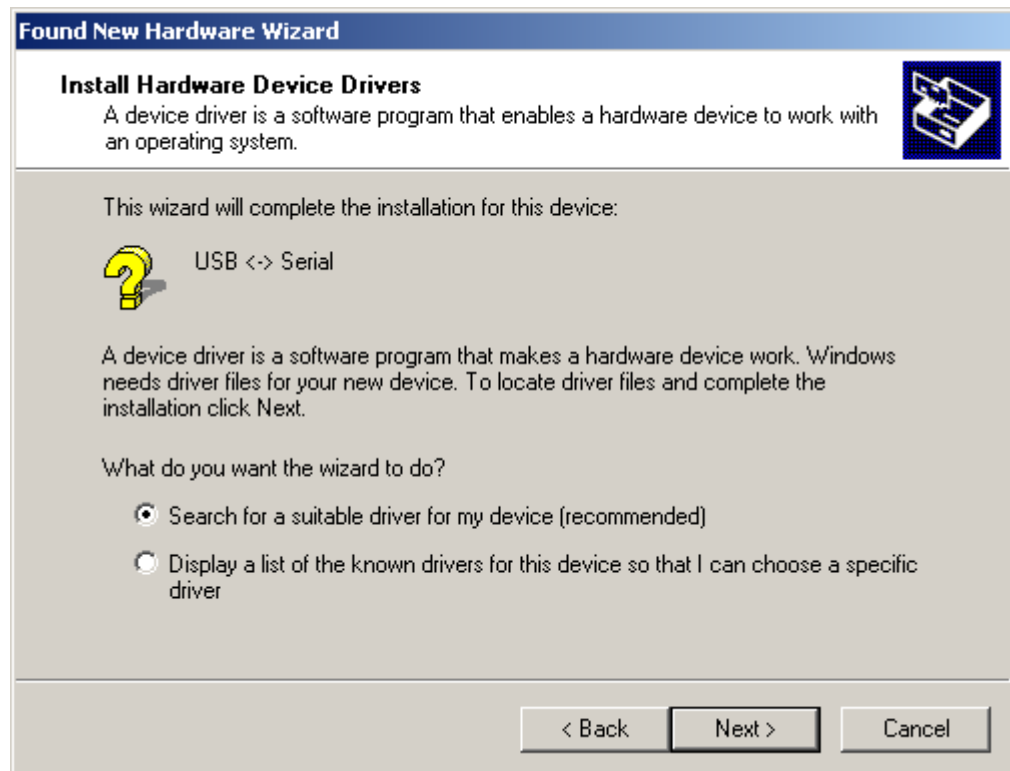 Found New Hardware Wizard
Install Hardware Device Drivers
A device driver is a software program that enables a hardware device to work with
an operating system.
This wizard will complete the installation for this device:
USB <-> Serial
A device driver is a software program that makes a hardware device work. Windows
needs driver files for your new device. To locate driver files and complete the
installation click Next.
What do you want the wizard to do?
Search for a suitable driver for my device (recommended)
Display a list of the known drivers for this device so that I can choose a specific
driver
< Back
Next >
Cancel